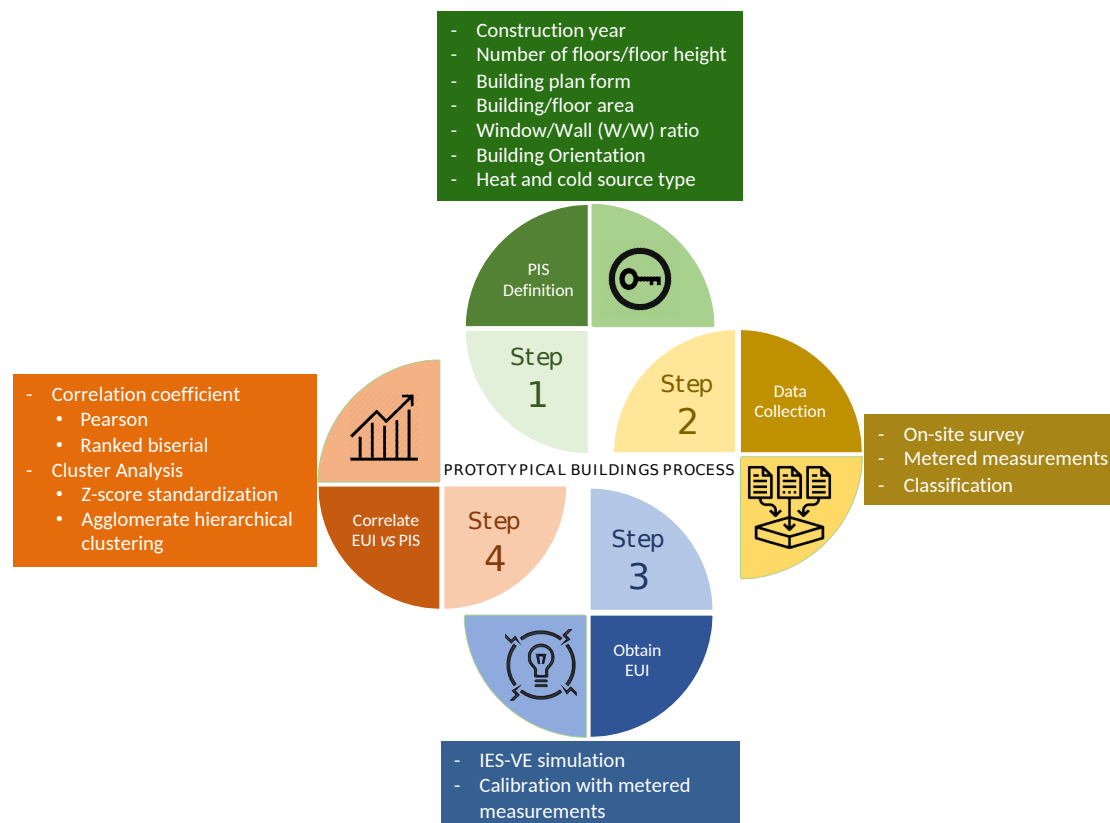 - Construction year
- Number of floors/floor height
- Building plan form
- Building/floor area
- Window/Wall (W/W) ratio
- Building Orientation
- Heat and cold source type
PIS
Definition
Step
1
Step
2
Data
Collection
- On-site survey
- Metered measurements
- Classification
PROTOTYPICAL BUILDINGS PROCESS
Step
3
Obtain
EUI
- IES-VE simulation
- Calibration with metered
measurements
Step
4
Correlate
EUI vs PIS
- Correlation coefficient
• Pearson
• Ranked biserial
- Cluster Analysis
• Z-score standardization
• Agglomerate hierarchical
clustering